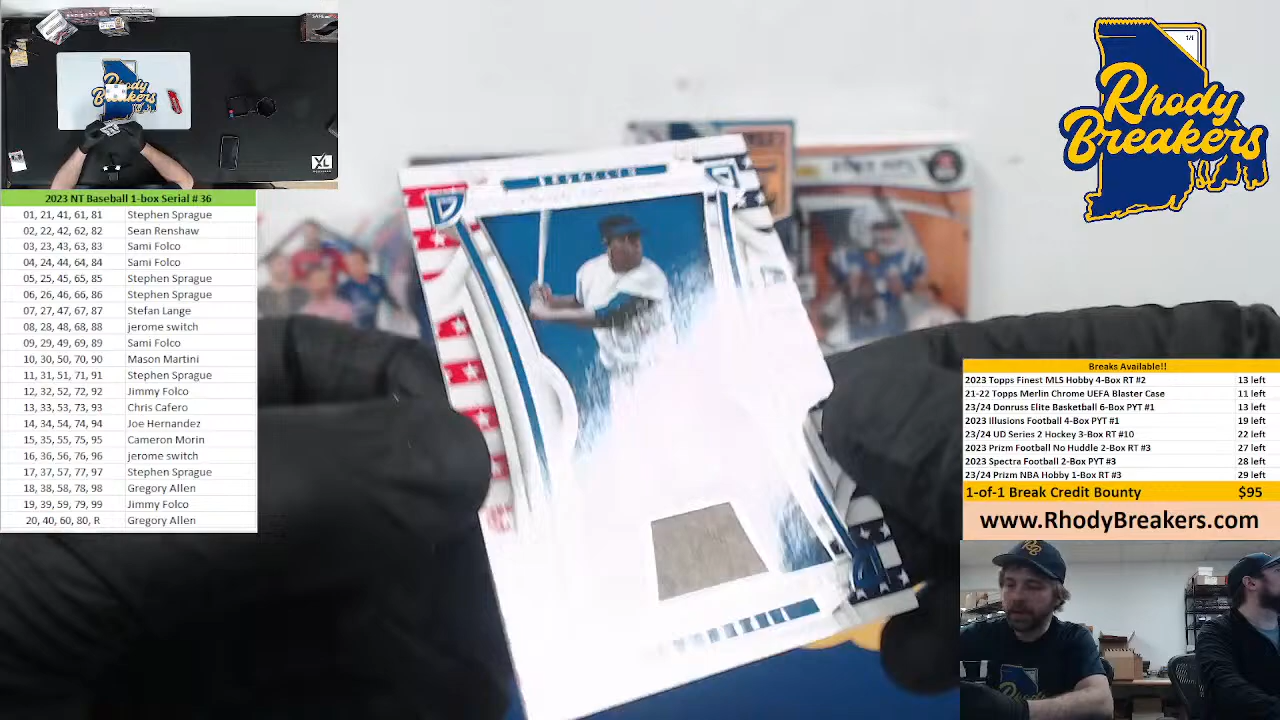 SAFE
Rhody
Breakers
XL
2023 NT Baseball 1-box Serial # 36
01, 21, 41, 61, 81 Stephen Sprague
02, 22, 42, 62, 82 Sean Renshaw
03, 23, 43, 63, 83 Sami Folco
04, 24, 44, 64, 84 Sami Folco
05, 25, 45, 65, 85 Stephen Sprague
06, 26, 46, 66, 86 Stephen Sprague
07, 27, 47, 67, 87 Stefan Lange
08, 28, 48, 68, 88 jerome switch
09, 29, 49, 69, 89 Sami Folco
10, 30, 50, 70, 90 Mason Martini
11, 31, 51, 71, 91 Stephen Sprague
12, 32, 52, 72, 92 Jimmy Folco
13, 33, 53, 73, 93 Chris Cafero
14, 34, 54, 74, 94 Joe Hernandez
15, 35, 55, 75, 95 Cameron Morin
16, 36, 56, 76, 96 jerome switch
17, 37, 57, 77, 97 Stephen Sprague
18, 38, 58, 78, 98 Gregory Allen
19, 39, 59, 79, 99 Jimmy Folco
20, 40, 60, 80, R Gregory Allen
1/1
Rhody
Breakers
Breaks Available!!
2023 Topps Finest MLS Hobby 4-Box RT #2 13 left
21-22 Topps Merlin Chrome UEFA Blaster Case 11 left
23/24 Donruss Elite Basketball 6-Box PYT #1 13 left
2023 Illusions Football 4-Box PYT #1 19 left
23/24 UD Series 2 Hockey 3-Box RT #10 22 left
2023 Prizm Football No Huddle 2-Box RT #3 27 left
2023 Spectra Football 2-Box PYT #3 28 left
23/24 Prizm NBA Hobby 1-Box RT #3 29 left
1-of-1 Break Credit Bounty $95
www.RhodyBreakers.com
RB